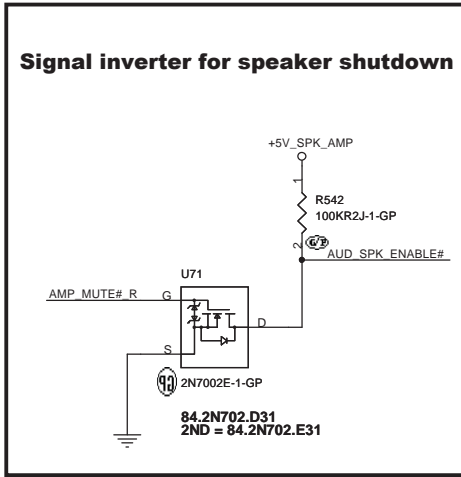 Signal inverter for speaker shutdown
+5V_SPK_AMP
1
R542
100KR2J-1-GP
2
G/P
AUD_SPK_ENABLE#
U71
AMP_MUTE#_R
G
D
S
GP
2N7002E-1-GP
84.2N702.D31
2ND = 84.2N702.E31